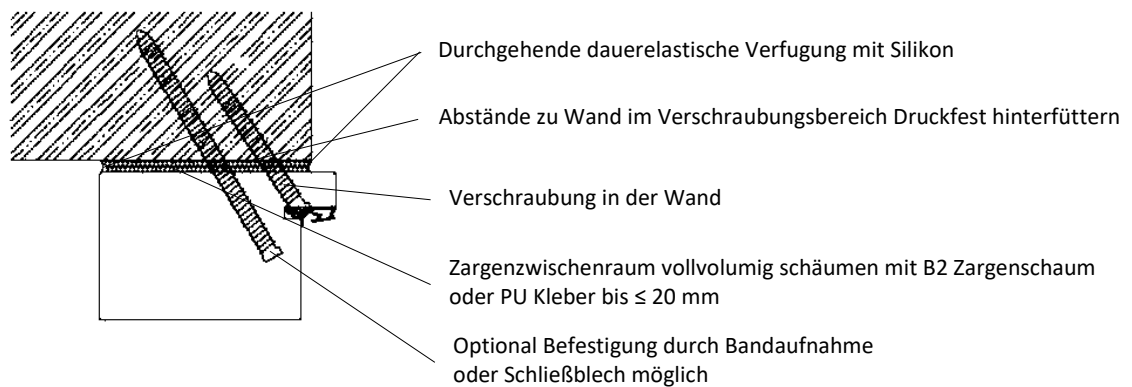 Durchgehende dauerelastische Verfugung mit Silikon
Abstände zu Wand im Verschraubungsbereich Druckfest hinterfüttern
Verschraubung in der Wand
Zargenzwischenraum vollvolumig schäumen mit B2 Zargenschaum
oder PU Kleber bis ≤ 20 mm
Optional Befestigung durch Bandaufnahme
oder Schließblech möglich